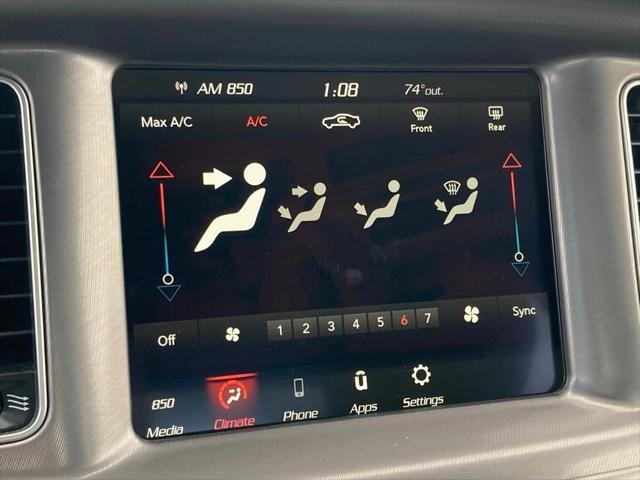 AM 850 1:08 74°out.
Max A/C A/C Front Rear
Off 1 2 3 4 5 6 7 Sync
850
Media Climate Phone Apps Settings